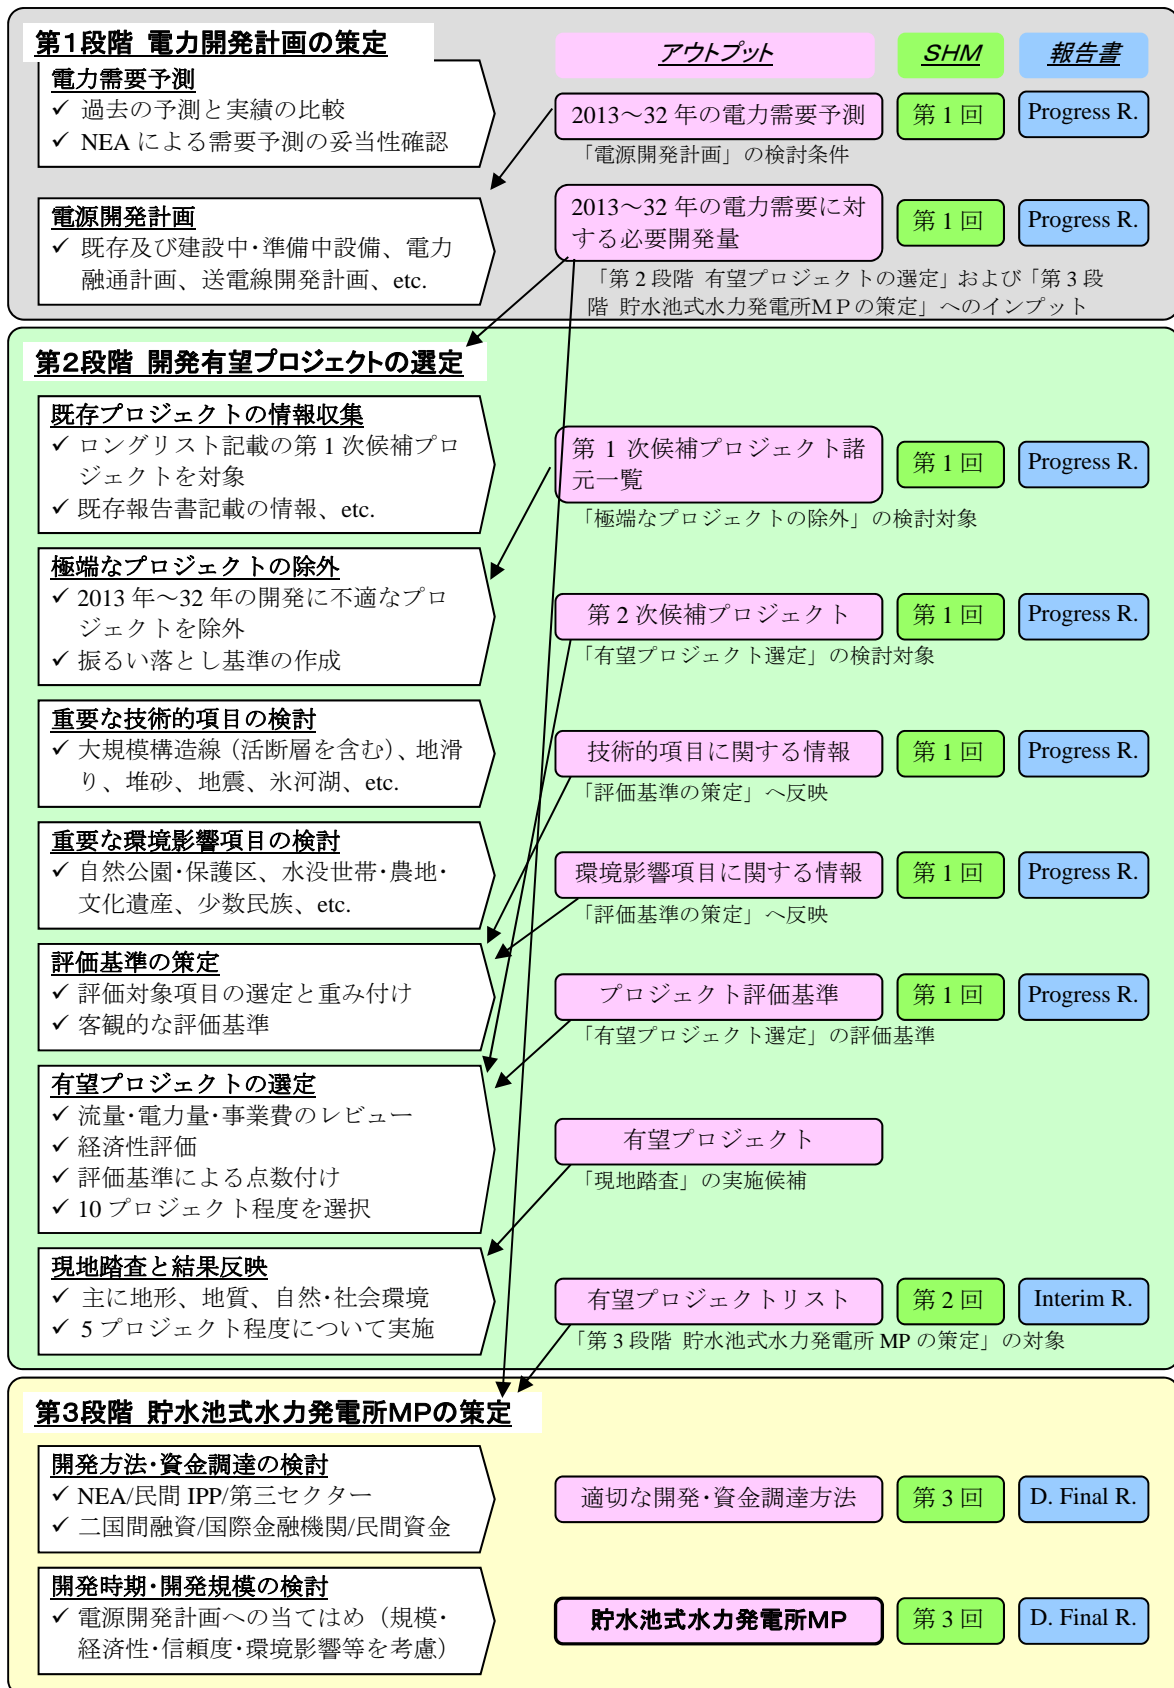 第1段階 電力開発計画の策定
アウトプット
SHM
報告書
電力需要予測
✓ 過去の予測と実績の比較
✓ NEA による需要予測の妥当性確認
2013～32 年の電力需要予測
第 1 回
Progress R.
「電源開発計画」の検討条件
電源開発計画
✓ 既存及び建設中・準備中設備、電力
融通計画、送電線開発計画、etc.
2013～32 年の電力需要に対
する必要開発量
第 1 回
Progress R.
「第 2 段階 有望プロジェクトの選定」および「第 3 段
階 貯水池式水力発電所ＭＰの策定」へのインプット
第2段階 開発有望プロジェクトの選定
既存プロジェクトの情報収集
✓ ロングリスト記載の第 1 次候補プロ
ジェクトを対象
✓ 既存報告書記載の情報、etc.
第 1 次候補プロジェクト諸
元一覧
第 1 回
Progress R.
「極端なプロジェクトの除外」の検討対象
極端なプロジェクトの除外
✓ 2013 年～32 年の開発に不適なプロ
ジェクトを除外
✓ 振るい落とし基準の作成
第 2 次候補プロジェクト
第 1 回
Progress R.
「有望プロジェクト選定」の検討対象
重要な技術的項目の検討
✓ 大規模構造線（活断層を含む）、地滑
り、堆砂、地震、氷河湖、etc.
技術的項目に関する情報
第 1 回
Progress R.
「評価基準の策定」へ反映
重要な環境影響項目の検討
✓ 自然公園・保護区、水没世帯・農地・
文化遺産、少数民族、etc.
環境影響項目に関する情報
第 1 回
Progress R.
「評価基準の策定」へ反映
評価基準の策定
✓ 評価対象項目の選定と重み付け
✓ 客観的な評価基準
プロジェクト評価基準
第 1 回
Progress R.
「有望プロジェクト選定」の評価基準
有望プロジェクトの選定
✓ 流量・電力量・事業費のレビュー
✓ 経済性評価
✓ 評価基準による点数付け
✓ 10 プロジェクト程度を選択
有望プロジェクト
「現地踏査」の実施候補
現地踏査と結果反映
✓ 主に地形、地質、自然・社会環境
✓ 5 プロジェクト程度について実施
有望プロジェクトリスト
第 2 回
Interim R.
「第 3 段階 貯水池式水力発電所 MP の策定」の対象
第3段階 貯水池式水力発電所MPの策定
開発方法・資金調達の検討
✓ NEA/民間 IPP/第三セクター
✓ 二国間融資/国際金融機関/民間資金
適切な開発・資金調達方法
第 3 回
D. Final R.
開発時期・開発規模の検討
✓ 電源開発計画への当てはめ（規模・
経済性・信頼度・環境影響等を考慮）
貯水池式水力発電所MP
第 3 回
D. Final R.